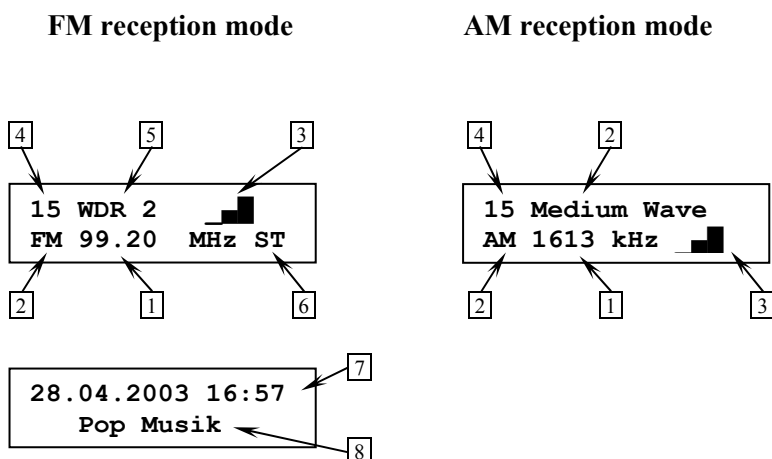 FM reception mode
AM reception mode
4 5 3
15 WDR 2
FM 99.20 MHz ST
2 1 6
4 2
15 Medium Wave
AM 1613 kHz
2 1 3
7
28.04.2003 16:57
Pop Musik
8